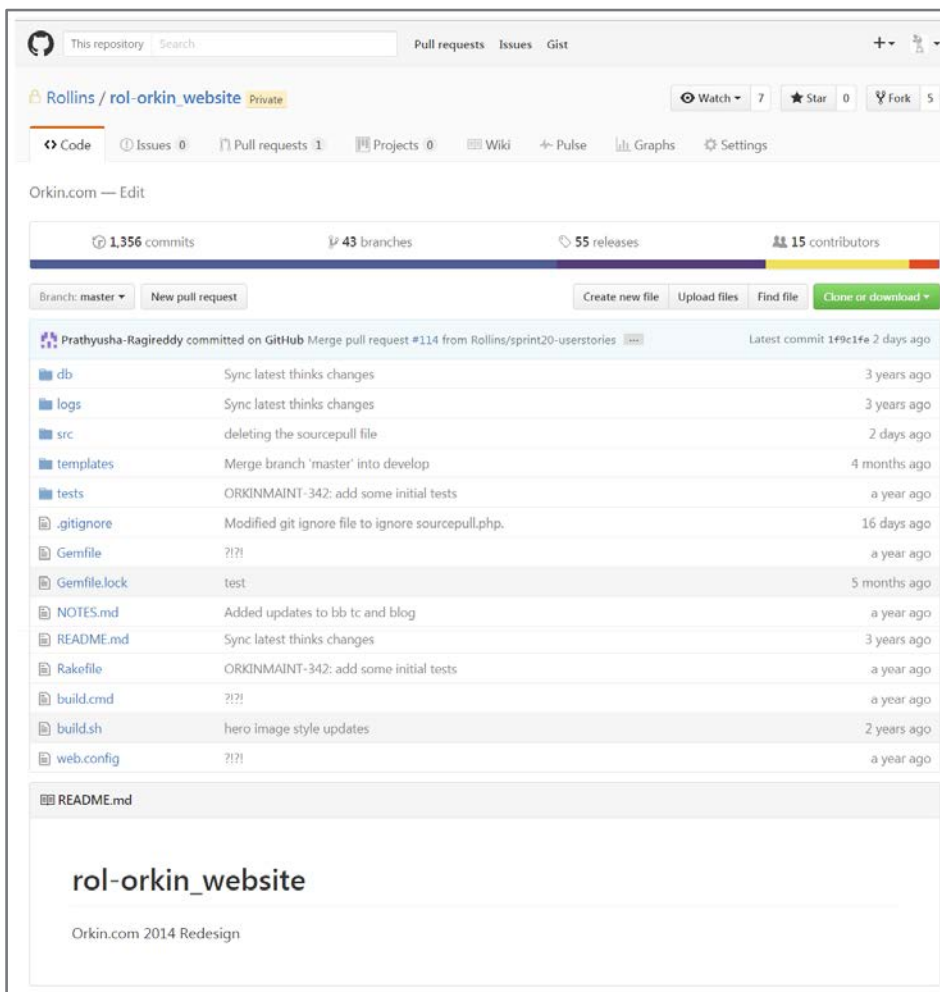 This repository Search Pull requests Issues Gist
Rollins / rol-orkin_website Private Watch 7 Star 0 Fork 5
Code Issues 0 Pull requests 1 Projects 0 Wiki Pulse Graphs Settings
Orkin.com — Edit
1,356 commits 43 branches 55 releases 15 contributors
Branch: master New pull request Create new file Upload files Find file Clone or download
Prathyusha-Ragireddy committed on GitHub Merge pull request #114 from Rollins/sprint20-userstories ... Latest commit 1f9c1fe 2 days ago
db Sync latest thinks changes 3 years ago
logs Sync latest thinks changes 3 years ago
src deleting the sourcepull file 2 days ago
templates Merge branch 'master' into develop 4 months ago
tests ORKINMAINT-342: add some initial tests a year ago
.gitignore Modified git ignore file to ignore sourcepull.php. 16 days ago
Gemfile ?!?! a year ago
Gemfile.lock test 5 months ago
NOTES.md Added updates to bb tc and blog a year ago
README.md Sync latest thinks changes 3 years ago
Rakefile ORKINMAINT-342: add some initial tests a year ago
build.cmd ?!?! a year ago
build.sh hero image style updates 2 years ago
web.config ?!?! a year ago
README.md
rol-orkin_website
Orkin.com 2014 Redesign